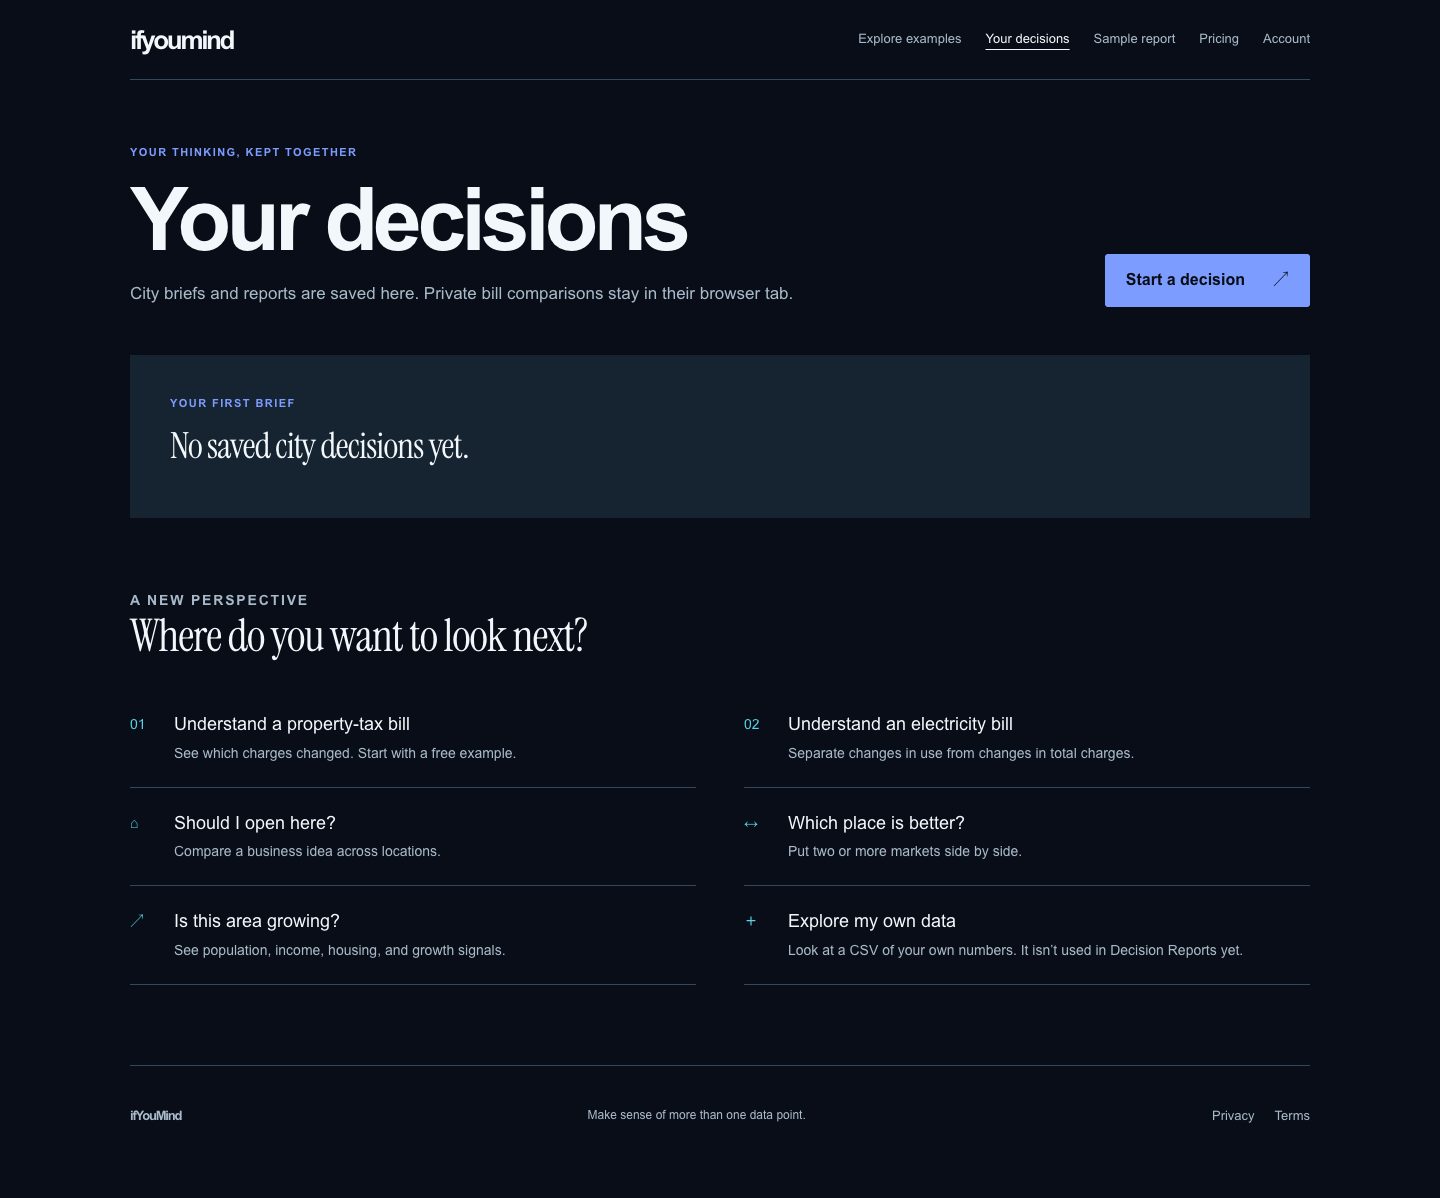 ifyoumind
Explore examples
Your decisions
Sample report
Pricing
Account
YOUR THINKING, KEPT TOGETHER
Your decisions
City briefs and reports are saved here. Private bill comparisons stay in their browser tab.
Start a decision ↗
YOUR FIRST BRIEF
No saved city decisions yet.
A NEW PERSPECTIVE
Where do you want to look next?
01 Understand a property-tax bill
See which charges changed. Start with a free example.
02 Understand an electricity bill
Separate changes in use from changes in total charges.
⌂ Should I open here?
Compare a business idea across locations.
↔ Which place is better?
Put two or more markets side by side.
↗ Is this area growing?
See population, income, housing, and growth signals.
+ Explore my own data
Look at a CSV of your own numbers. It isn’t used in Decision Reports yet.
ifYouMind
Make sense of more than one data point.
Privacy
Terms